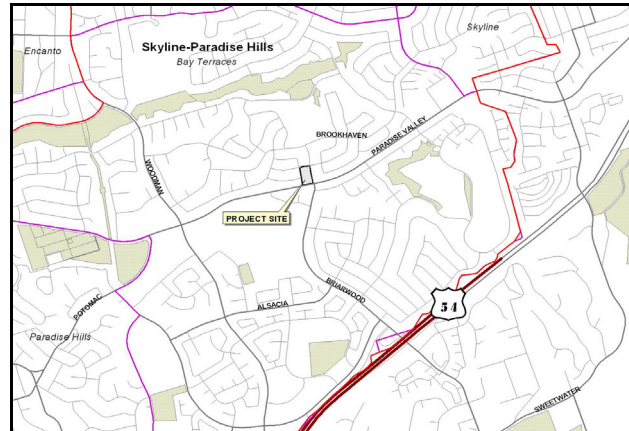 Encanto
Skyline
Skyline-Paradise Hills
Bay Terraces
BROOKHAVEN
PARADISE VALLEY
WOODMAN
PROJECT SITE
BRIARWOOD
ALSACIA
54
POTOMAC
Paradise Hills
SWEETWATER